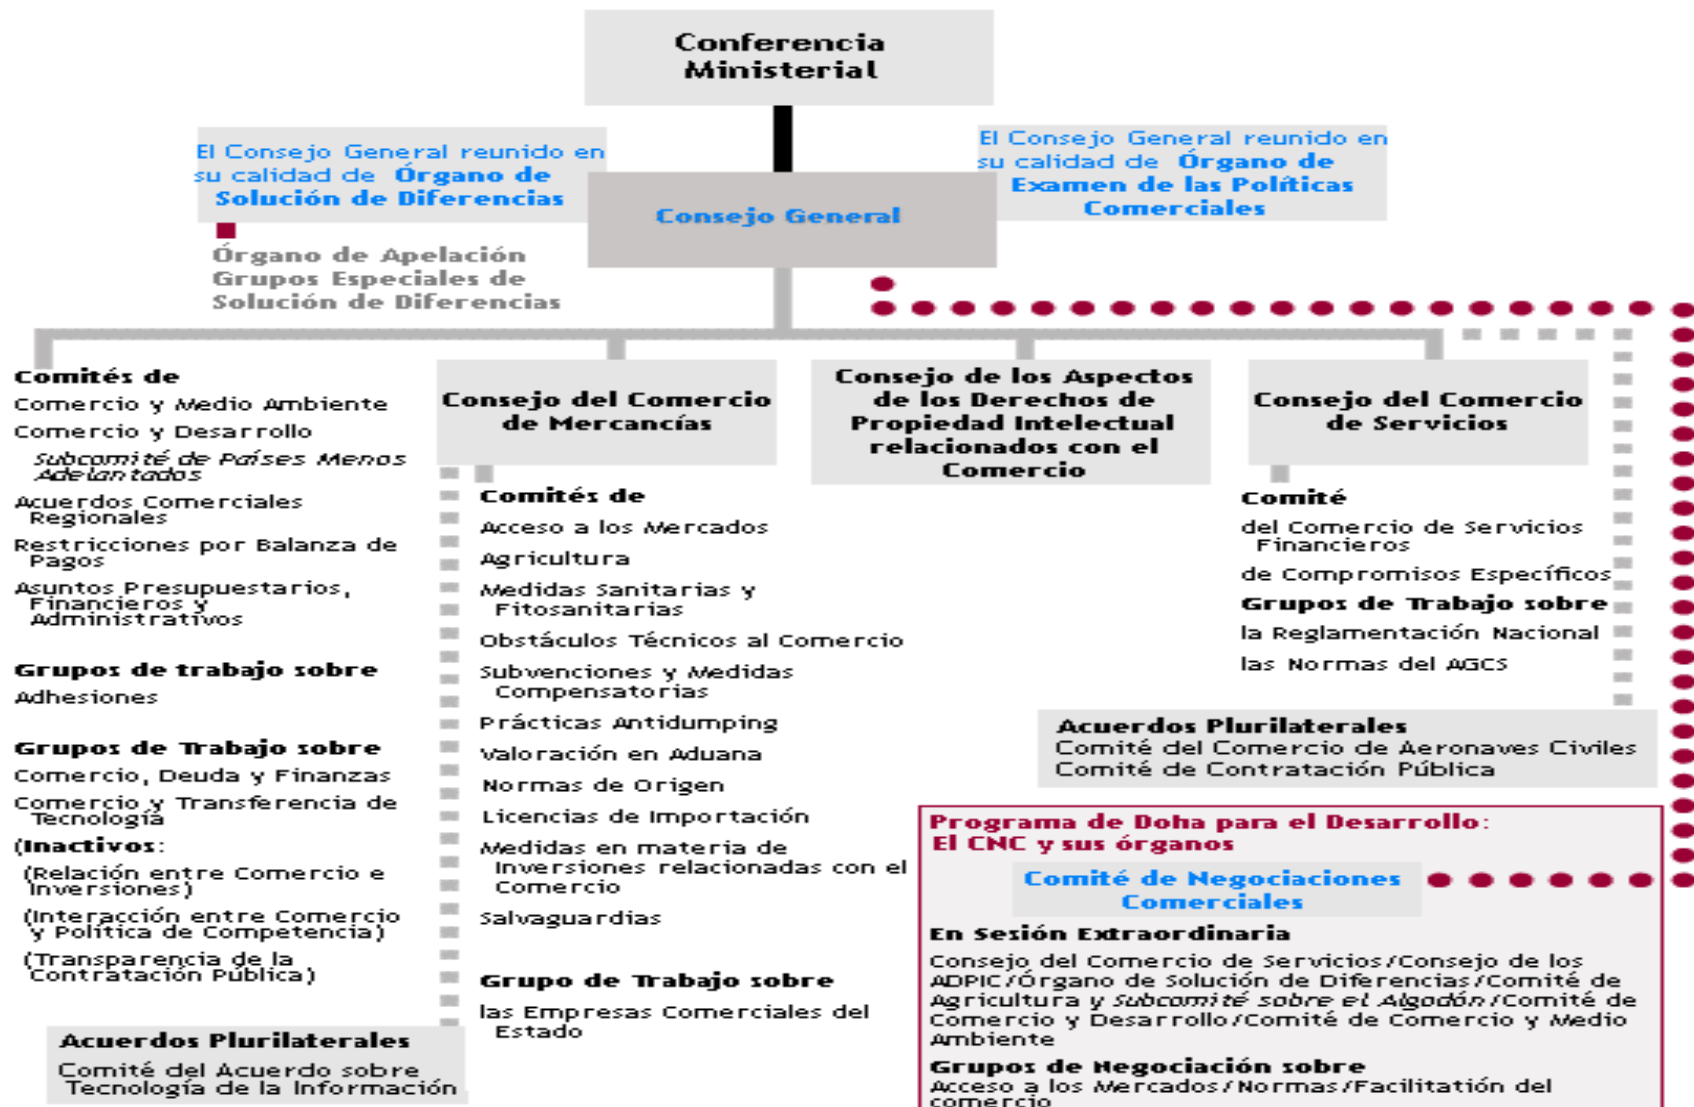 Conferencia
Ministerial
El Consejo General reunido en
su calidad de Órgano de
Solución de Diferencias
El Consejo General reunido en
su calidad de Órgano de
Examen de las Políticas
Comerciales
Consejo General
Órgano de Apelación
Grupos Especiales de
Solución de Diferencias
Comités de
Comercio y Medio Ambiente
Comercio y Desarrollo
Subcomité de Países Menos
Adelantados
Acuerdos Comerciales
Regionales
Restricciones por Balanza de
Pagos
Asuntos Presupuestarios,
Financieros y
Administrativos
Grupos de trabajo sobre
Adhesiones
Grupos de Trabajo sobre
Comercio, Deuda y Finanzas
Comercio y Transferencia de
Tecnología
(Inactivos:
(Relación entre Comercio e
Inversiones)
(Interacción entre Comercio
y Política de Competencia)
(Transparencia de la
Contratación Pública)
Acuerdos Plurilaterales
Comité del Acuerdo sobre
Tecnología de la Información
Consejo del Comercio
de Mercancías
Comités de
Acceso a los Mercados
Agricultura
Medidas Sanitarias y
Fitosanitarias
Obstáculos Técnicos al Comercio
Subvenciones y Medidas
Compensatorias
Prácticas Antidumping
Valoración en Aduana
Normas de Origen
Licencias de Importación
Medidas en materia de
Inversiones relacionadas con el
Comercio
Salvaguardias
Grupo de Trabajo sobre
las Empresas Comerciales del
Estado
Consejo de los Aspectos
de los Derechos de
Propiedad Intelectual
relacionados con el
Comercio
Consejo del Comercio
de Servicios
Comité
del Comercio de Servicios
Financieros
de Compromisos Específicos
Grupos de Trabajo sobre
la Reglamentación Nacional
las Normas del AGCS
Acuerdos Plurilaterales
Comité del Comercio de Aeronaves Civiles
Comité de Contratación Pública
Programa de Doha para el Desarrollo:
El CNC y sus órganos
Comité de Negociaciones
Comerciales
En Sesión Extraordinaria
Consejo del Comercio de Servicios/Consejo de los
ADPIC/Órgano de Solución de Diferencias/Comité de
Agricultura y Subcomité sobre el Algodón/Comité de
Comercio y Desarrollo/Comité de Comercio y Medio
Ambiente
Grupos de Negociación sobre
Acceso a los Mercados/Normas/Facilitatión del
comercio